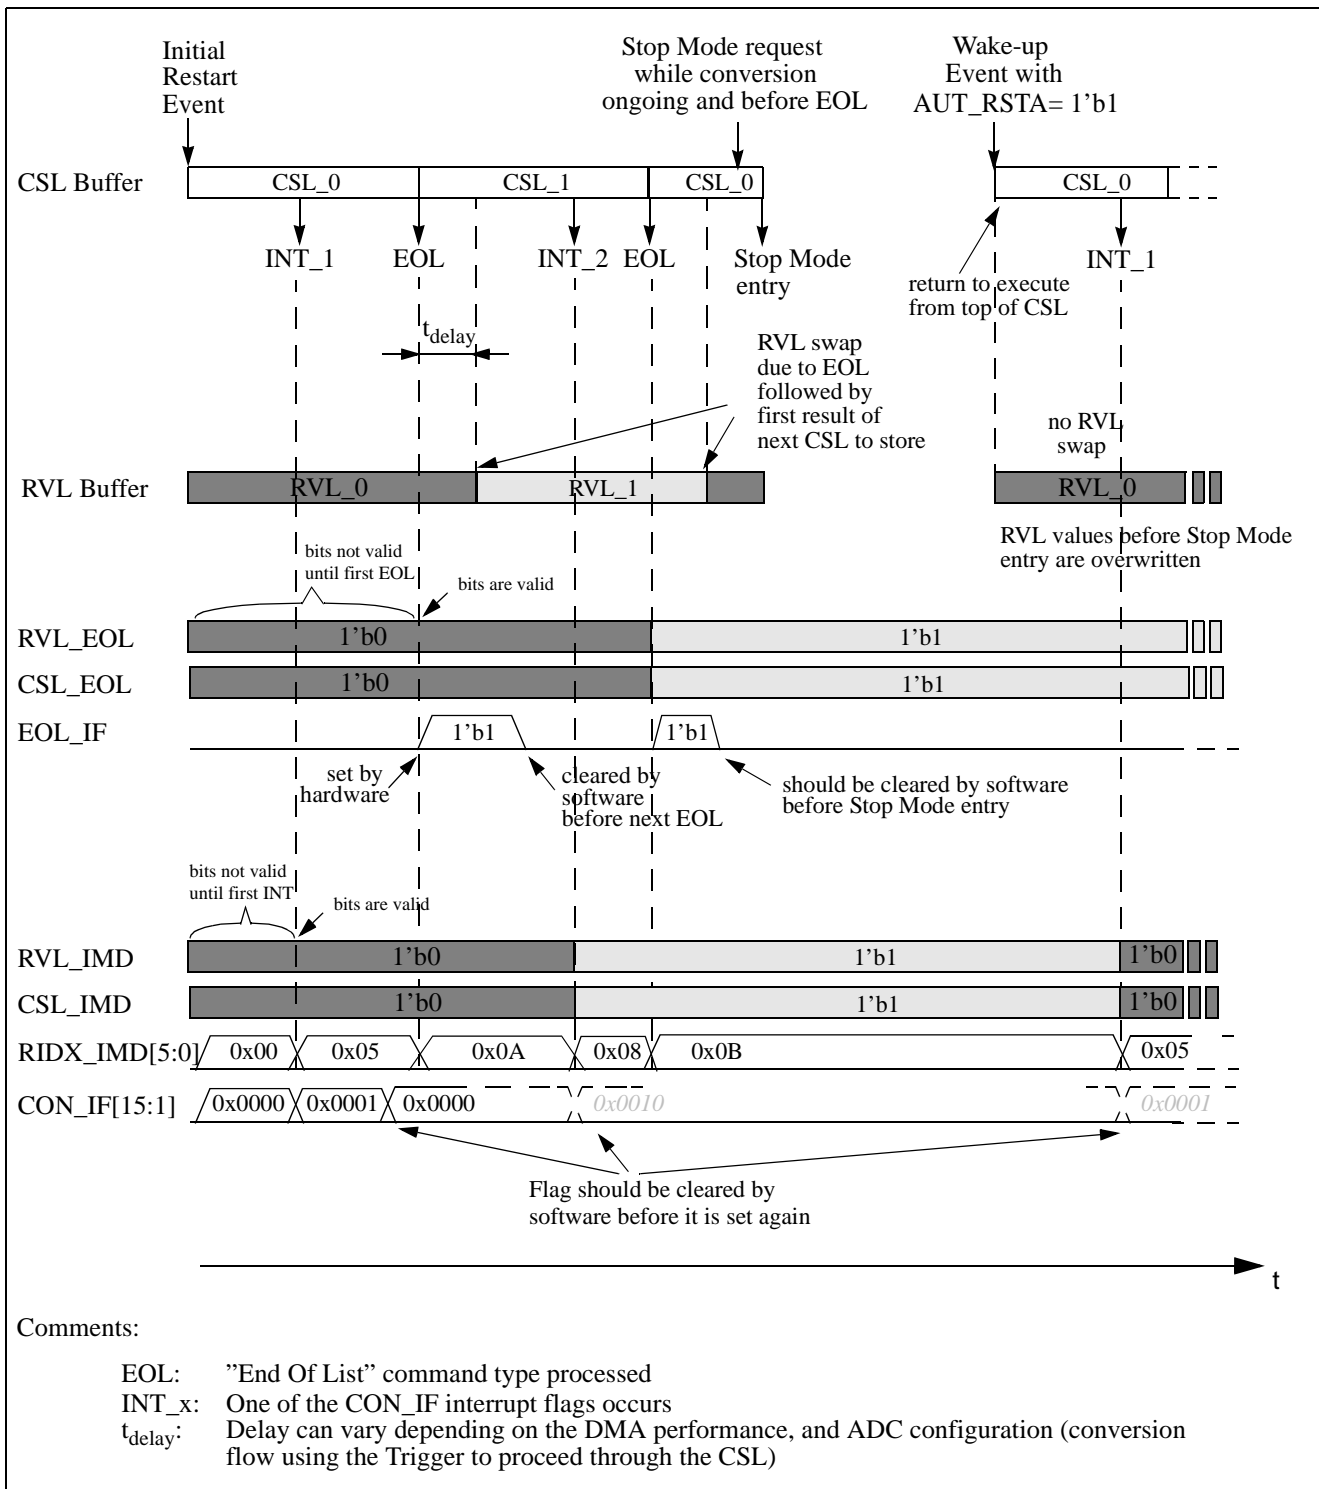 Initial
Restart
Event
Stop Mode request
while conversion
ongoing and before EOL
Wake-up
Event with
AUT_RSTA= 1’b1
CSL Buffer
CSL_0
CSL_1
CSL_0
CSL_0
INT_1
EOL
INT_2
EOL
Stop Mode
entry
INT_1
return to execute
from top of CSL
tdelay
RVL swap
due to EOL
followed by
first result of
next CSL to store
no RVL
swap
RVL Buffer
RVL_0
RVL_1
RVL_0
RVL values before Stop Mode
entry are overwritten
bits not valid
until first EOL
bits are valid
RVL_EOL
1’b0
1’b1
CSL_EOL
1’b0
1’b1
EOL_IF
1’b1
1’b1
set by
hardware
cleared by
software
before next EOL
should be cleared by software
before Stop Mode entry
bits not valid
until first INT
bits are valid
RVL_IMD
1’b0
1’b1
1’b0
CSL_IMD
1’b0
1’b1
1’b0
RIDX_IMD[5:0]
0x00
0x05
0x0A
0x08
0x0B
0x05
CON_IF[15:1]
0x0000
0x0001
0x0000
0x0010
0x0001
Flag should be cleared by
software before it is set again
t
Comments:
EOL: ”End Of List” command type processed
INT_x: One of the CON_IF interrupt flags occurs
tdelay: Delay can vary depending on the DMA performance, and ADC configuration (conversion
flow using the Trigger to proceed through the CSL)